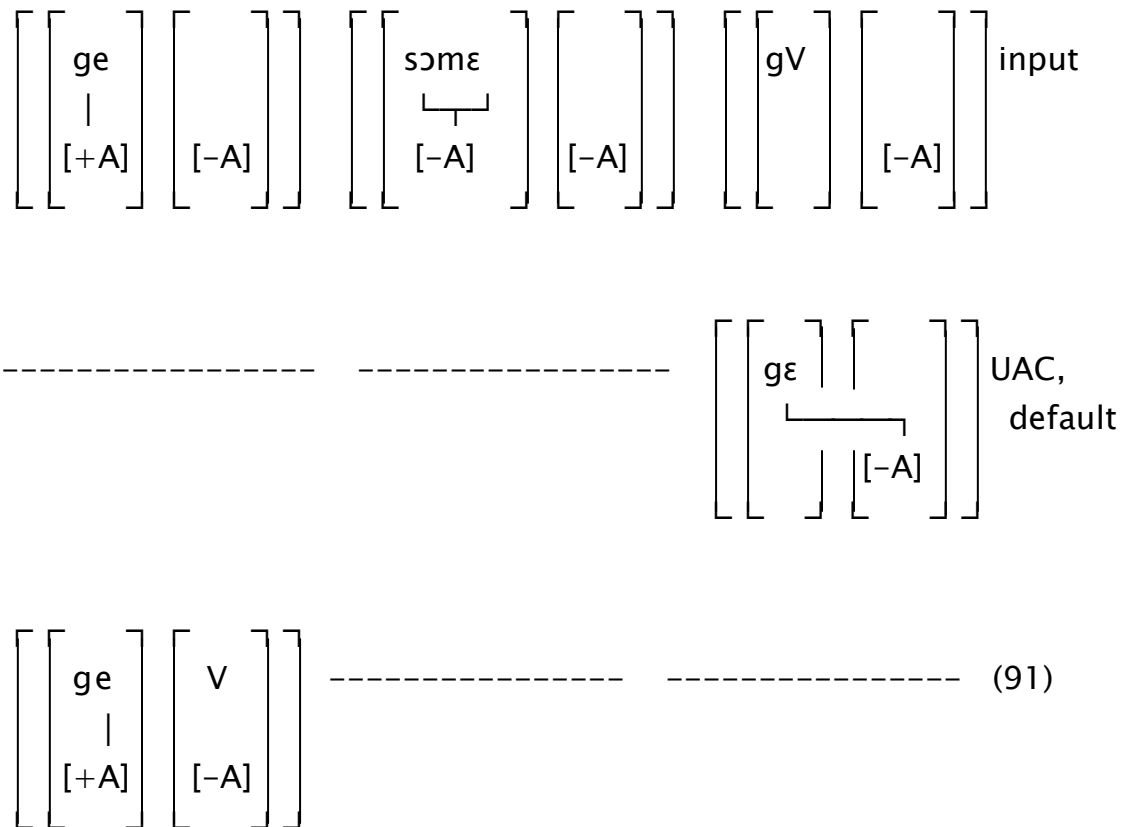 ge sɔmɛ gV input
[+A] [-A] [-A] [-A] [-A]
---------------- ---------------- gɛ UAC,
default
[-A]
ge V ---------------- ---------------- (91)
[+A] [-A]